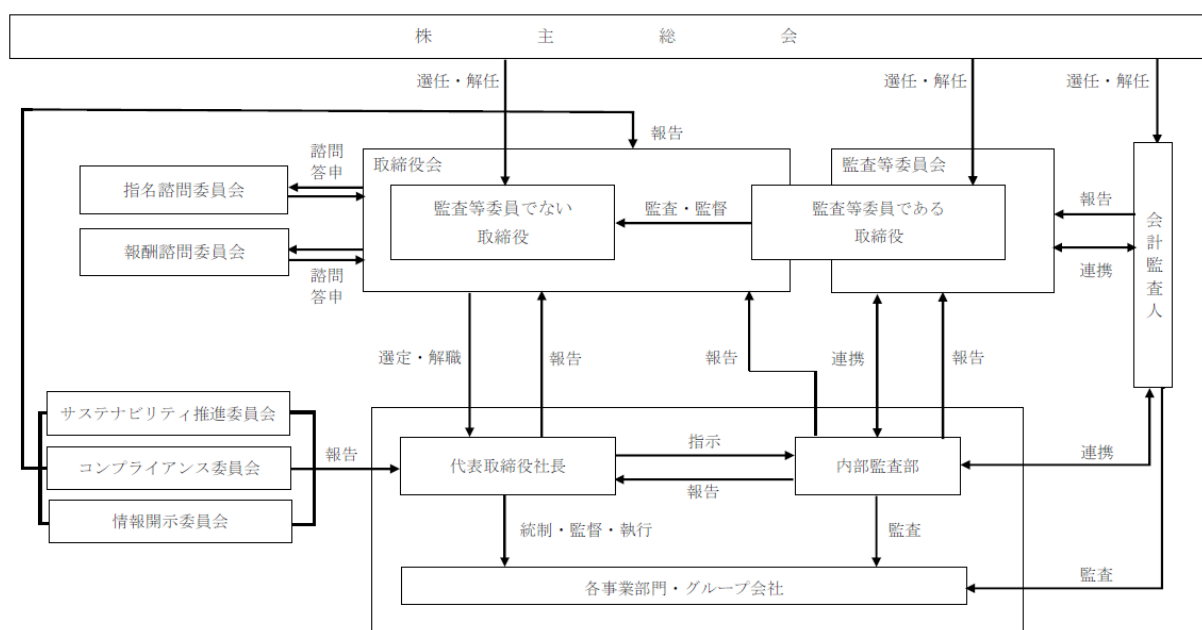 株主総会
選任・解任
選任・解任
選任・解任
報告
諮問
答申
取締役会
監査等委員会
指名諮問委員会
監査等委員でない
取締役
監査・監督
監査等委員である
取締役
報告
会計監査人
報酬諮問委員会
諮問
答申
連携
選定・解職
報告
報告
連携
報告
サステナビリティ推進委員会
コンプライアンス委員会
情報開示委員会
報告
代表取締役社長
指示
報告
内部監査部
連携
統制・監督・執行
監査
各事業部門・グループ会社
監査